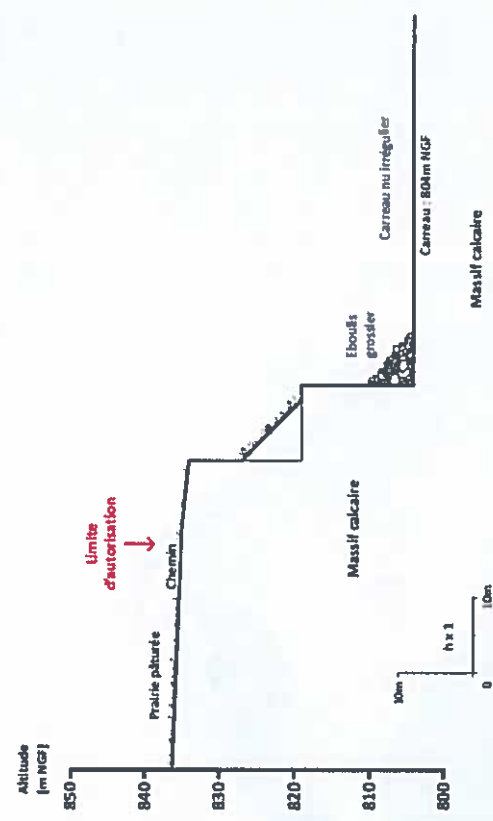 Altitude
[m NGF]
850
840
830
820
810
800
Prairie pâturée
Chemin
Limite
d'autorisation
Massif calcaire
Eboulis
grossier
Carreau nu irrégulier
Carreau : 804m NGF
Massif calcaire
10m
h x 1
0
10m